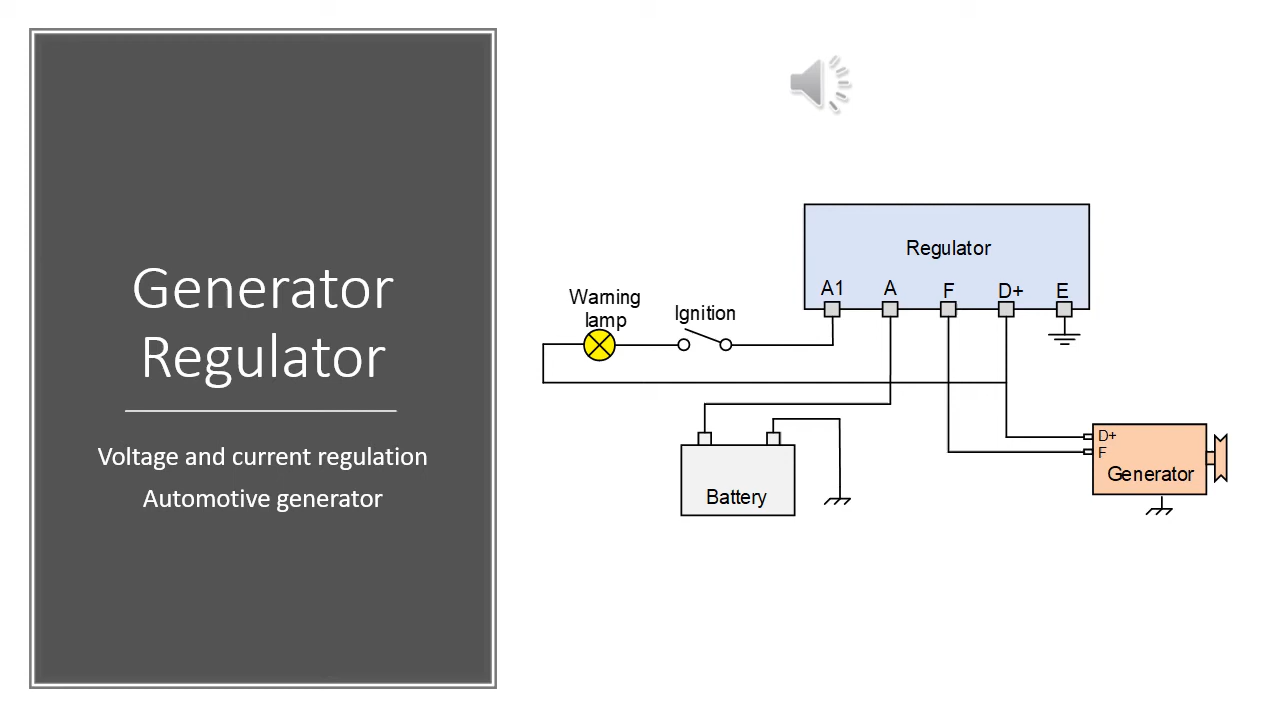 Generator
Regulator
Voltage and current regulation
Automotive generator
Regulator
A1
A
F
D+
E
Warning
lamp
Ignition
Battery
D+
F
Generator